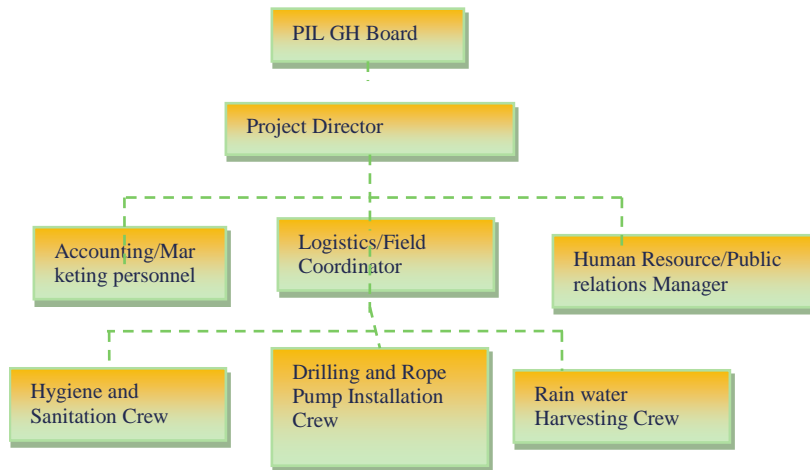 PIL GH Board
Project Director
Accounting/Mar
keting personnel
Logistics/Field
Coordinator
Human Resource/Public
relations Manager
Hygiene and
Sanitation Crew
Drilling and Rope
Pump Installation
Crew
Rain water
Harvesting Crew